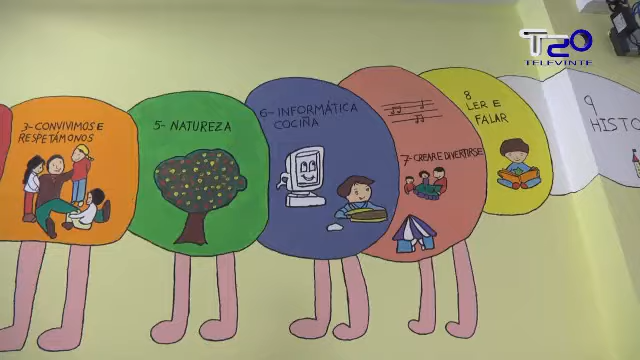 T20
TELEVINTE
3-CONVIVIMOS E
RESPETÁMONOS
5- NATUREZA
6-INFORMÁTICA
COCIÑA
7- CREAR E DIVERTIRSE
8
LER E
FALAR
9
HISTO